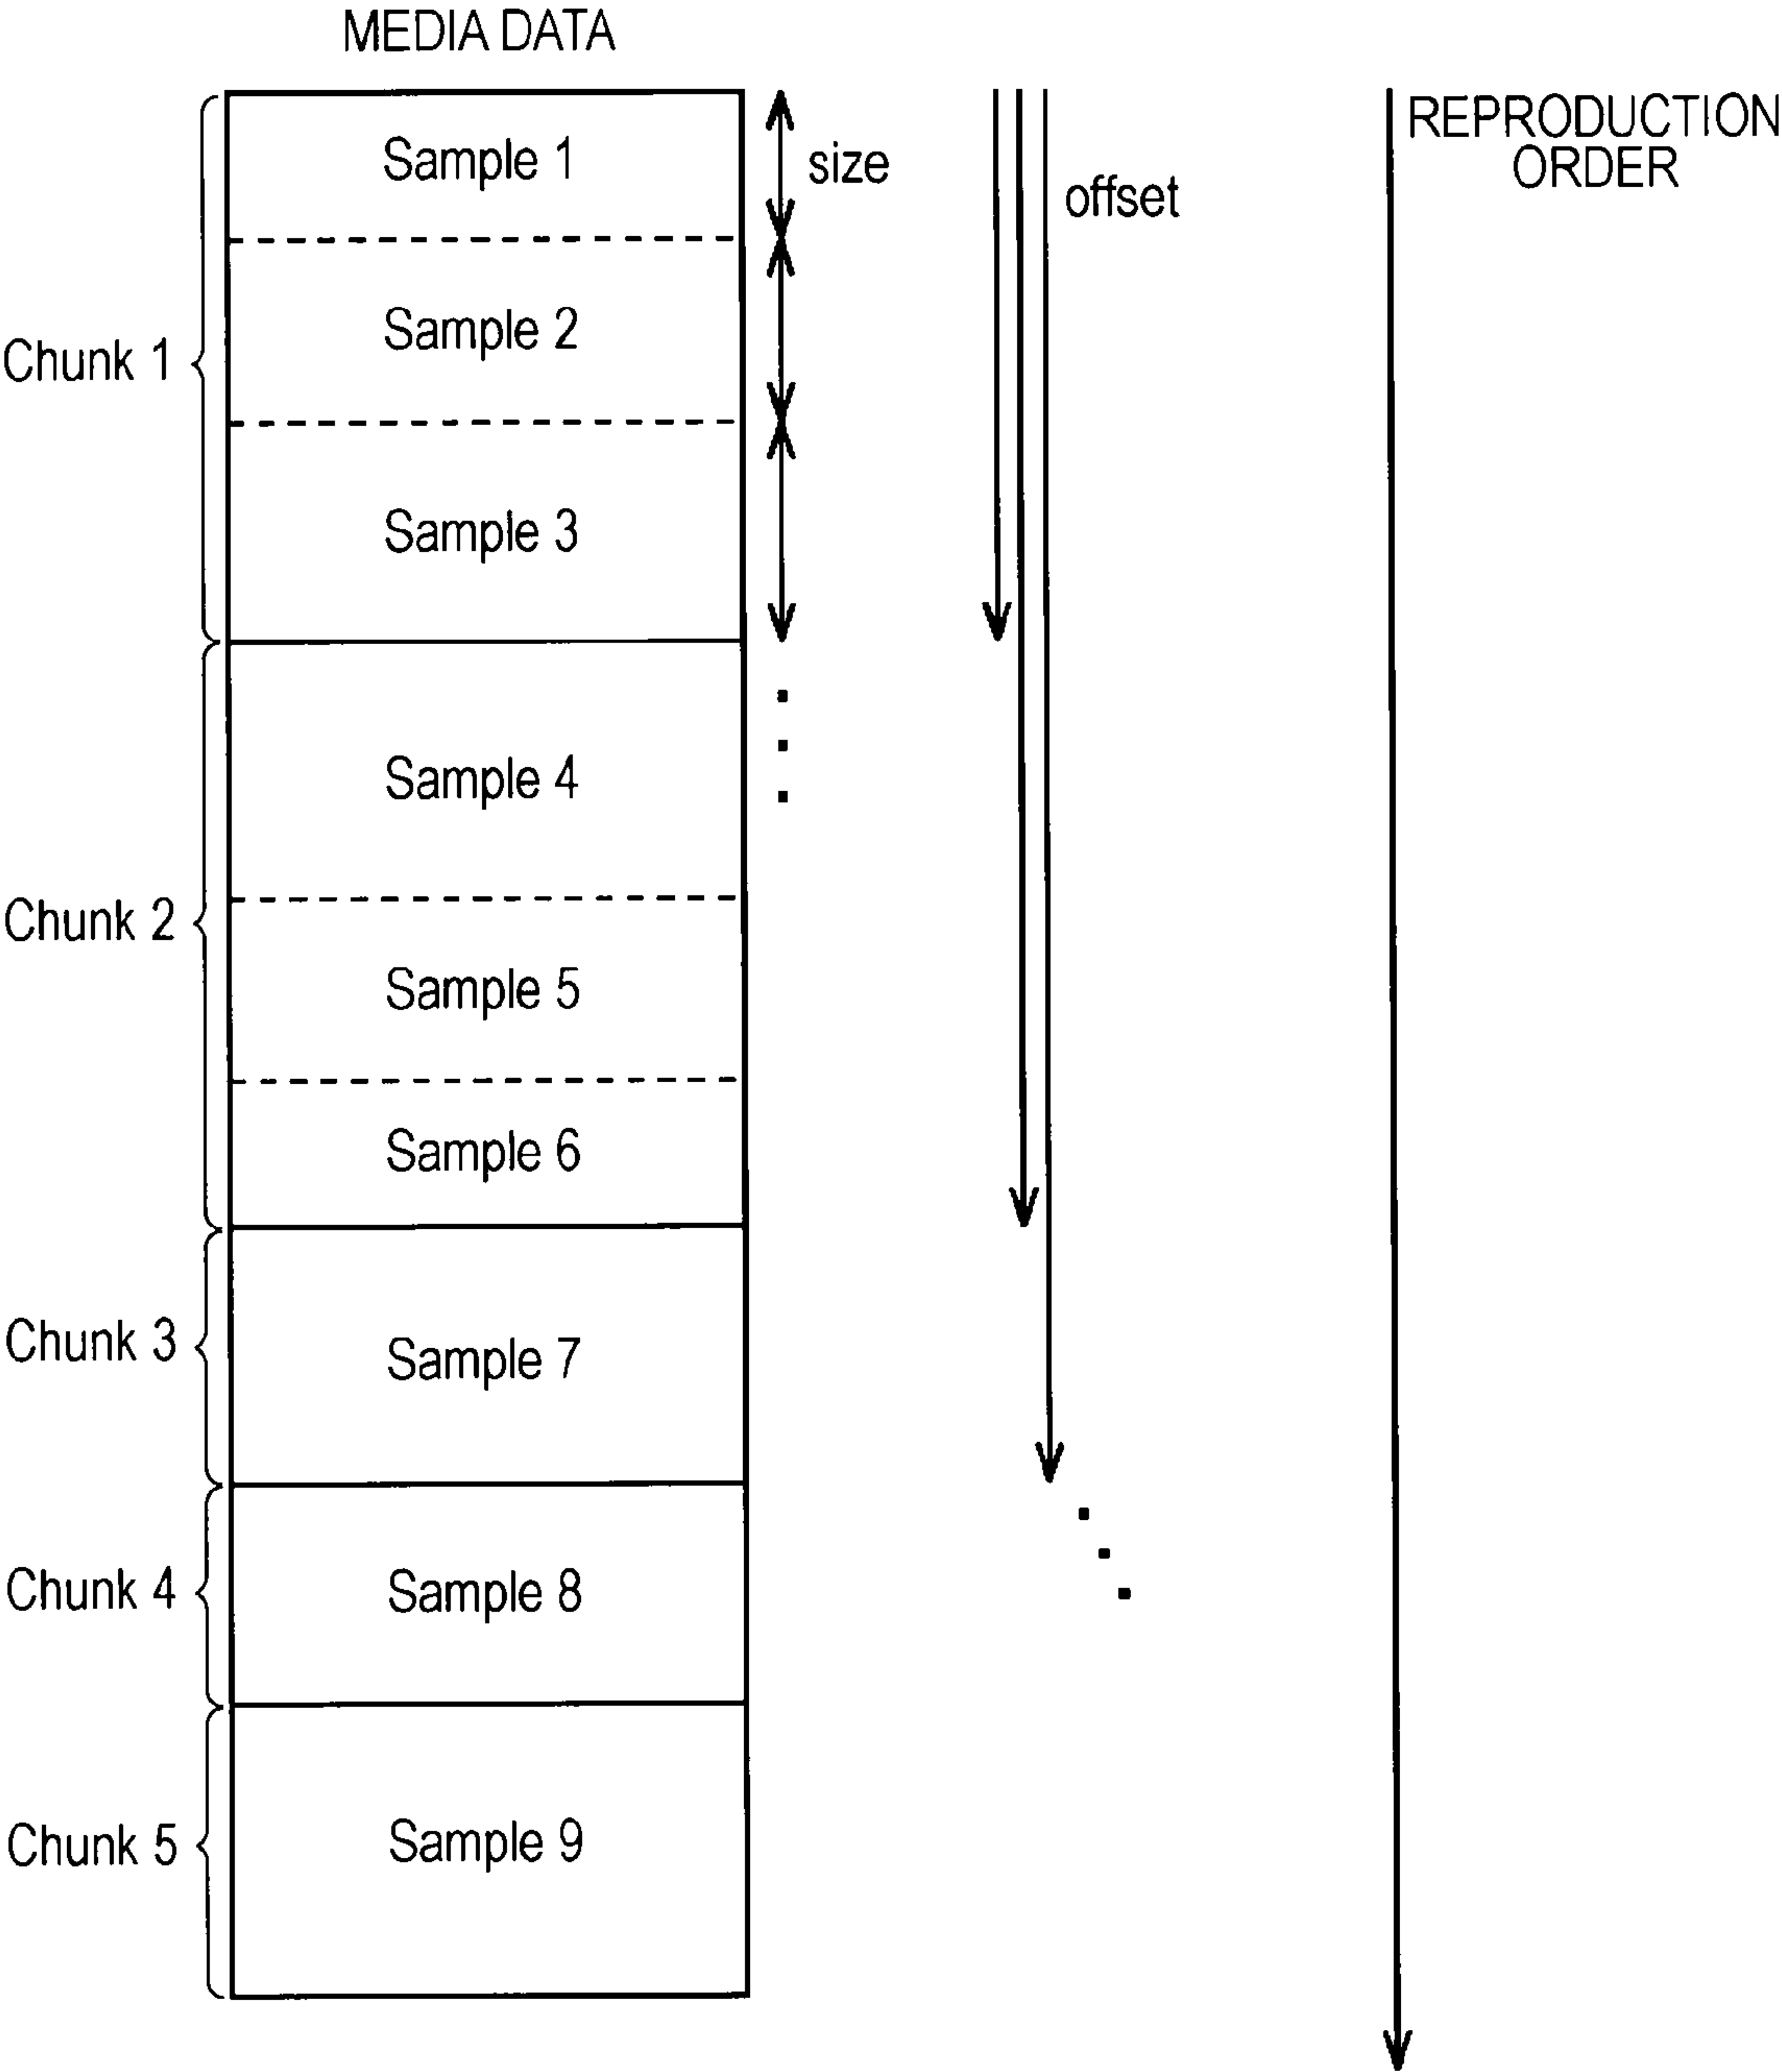 MEDIA DATA
REPRODUCTION
ORDER
size
offset
Chunk 1
Sample 1
Sample 2
Sample 3
Chunk 2
Sample 4
Sample 5
Sample 6
Chunk 3
Sample 7
Chunk 4
Sample 8
Chunk 5
Sample 9